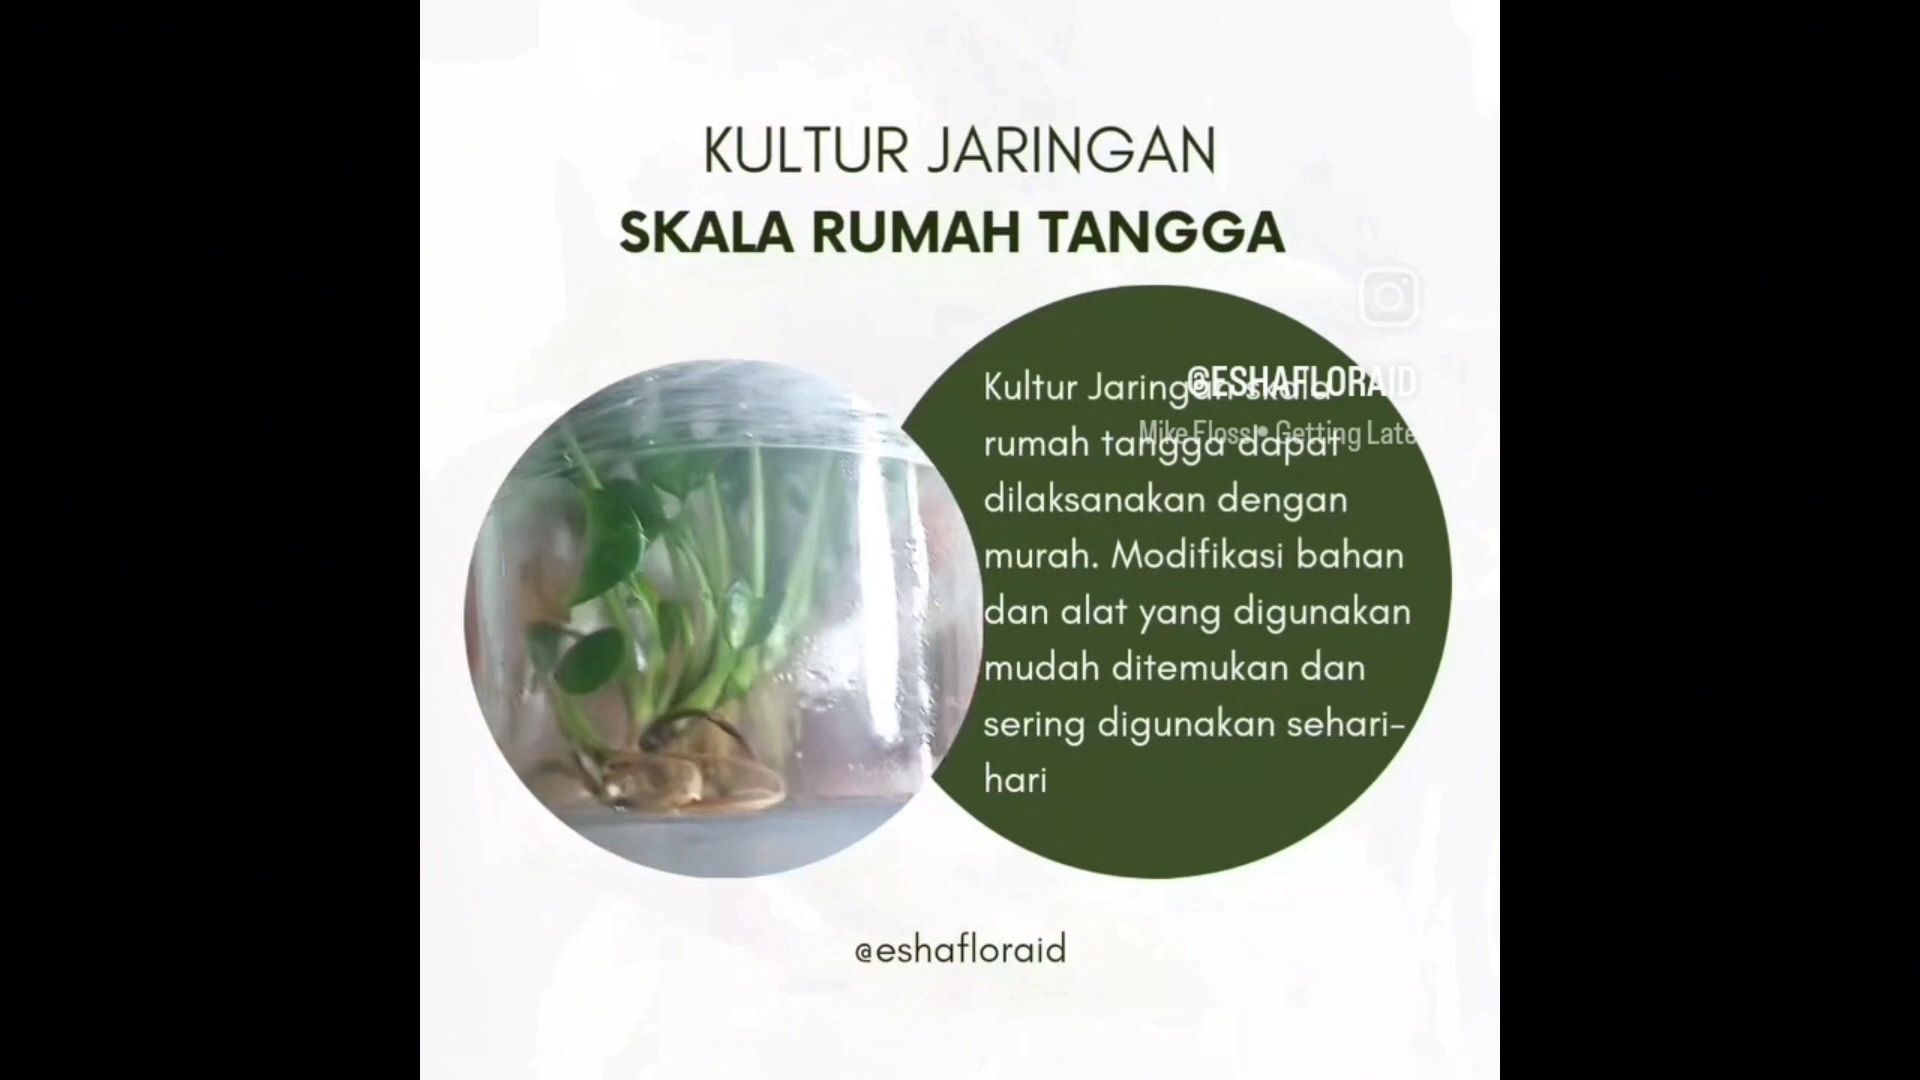 KULTUR JARINGAN
SKALA RUMAH TANGGA
@ESHAFLORAID
Mike Floss • Getting Late
Kultur Jaringan skala
rumah tangga dapat
dilaksanakan dengan
murah. Modifikasi bahan
dan alat yang digunakan
mudah ditemukan dan
sering digunakan sehari-
hari
@eshafloraid